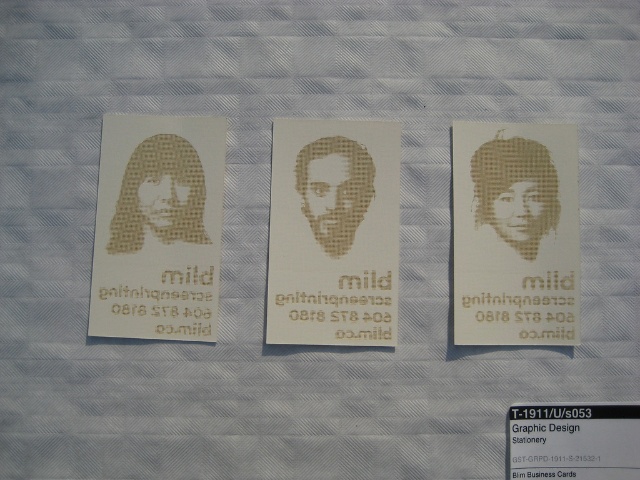 blim
screenprinting
604 872 8180
blim.ca
blim
screenprinting
604 872 8180
blim.ca
blim
screenprinting
604 872 8180
blim.ca
T-1911/U/s053
Graphic Design
Stationery
Blim Business Cards